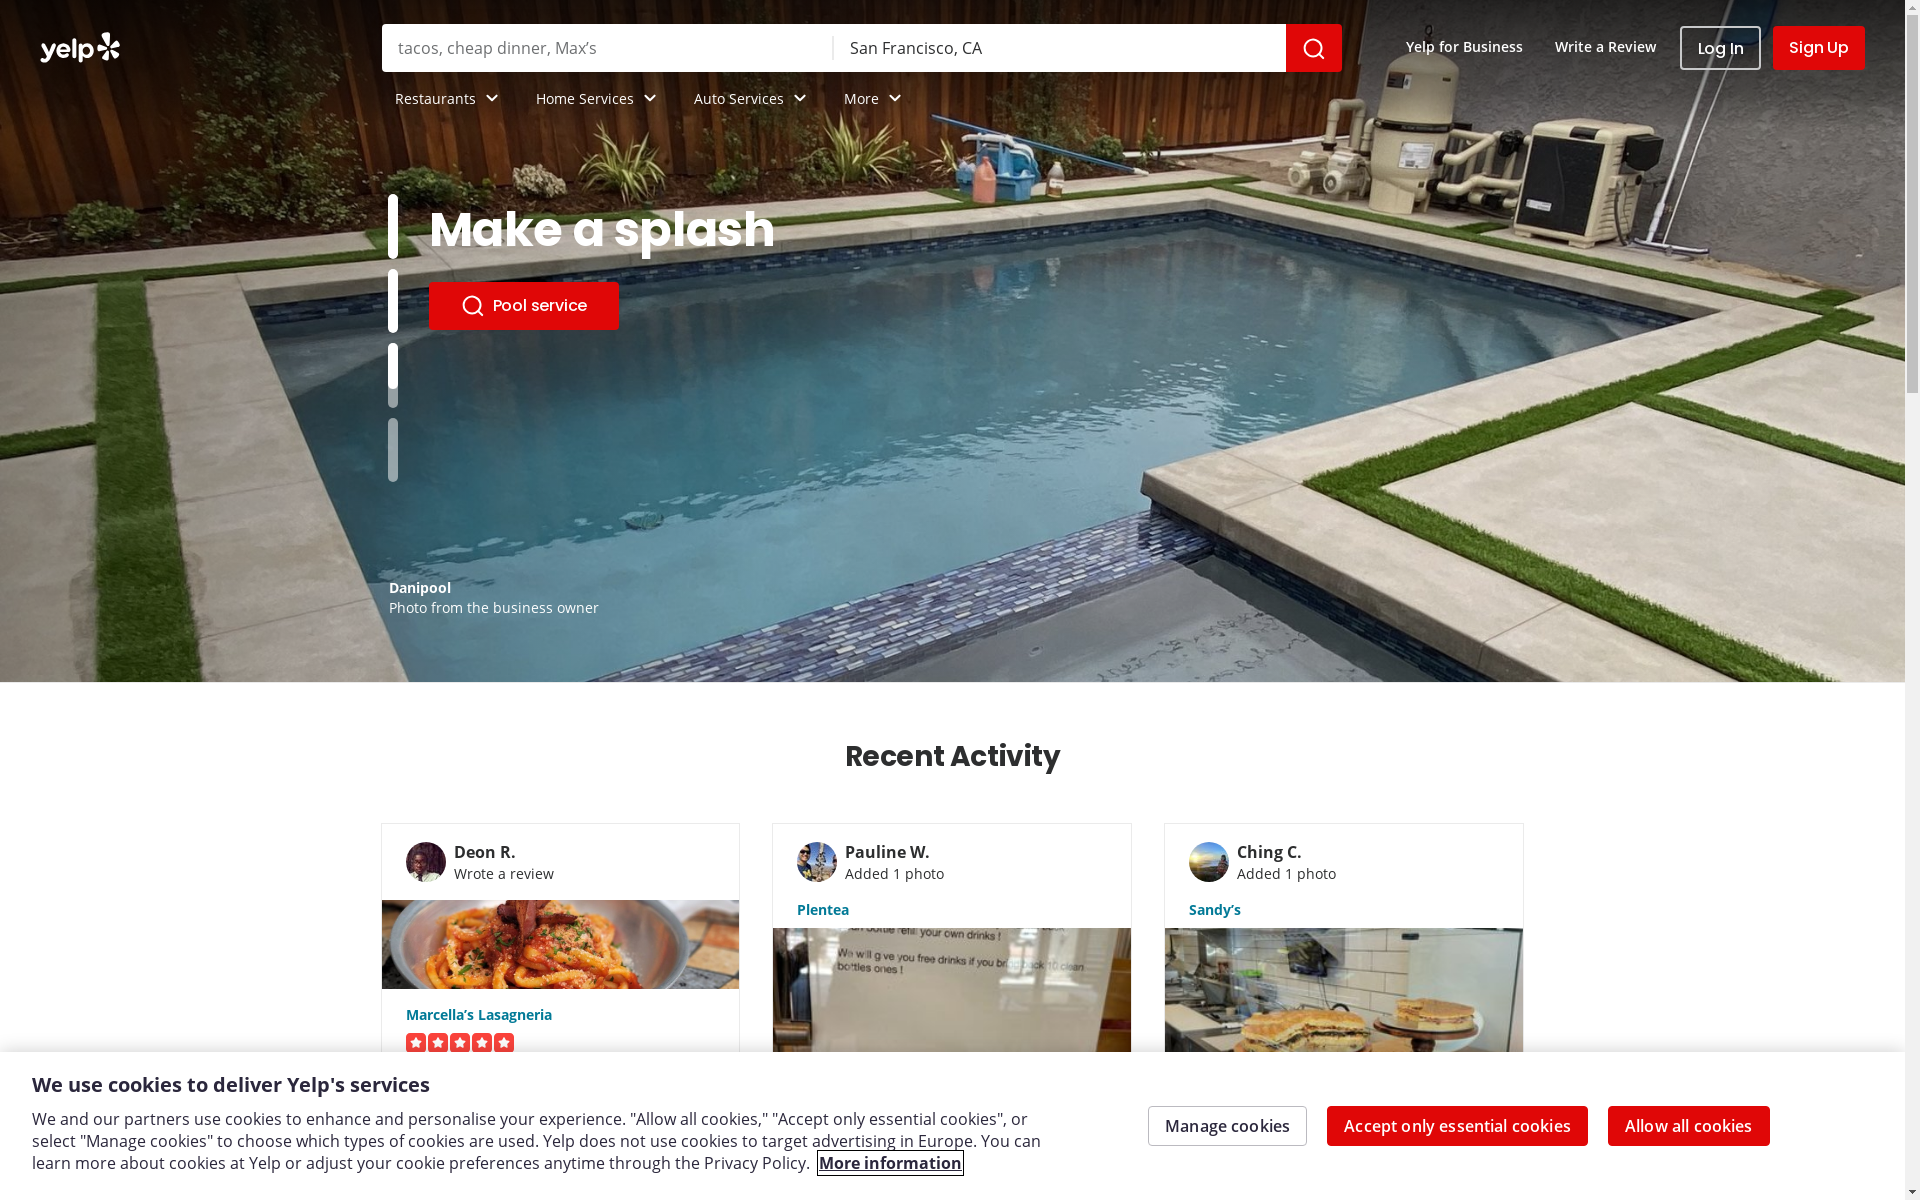 yelp
tacos, cheap dinner, Max’s
San Francisco, CA
Yelp for Business
Write a Review
Log In
Sign Up
Restaurants
Home Services
Auto Services
More
Make a splash
Pool service
Danipool
Photo from the business owner
Recent Activity
Deon R.
Wrote a review
Marcella’s Lasagneria
Pauline W.
Added 1 photo
Plentea
refill your own drinks !
We will give you free drinks if you bring back 10 clean
bottles ones !
Ching C.
Added 1 photo
Sandy’s
We use cookies to deliver Yelp's services
We and our partners use cookies to enhance and personalise your experience. "Allow all cookies," "Accept only essential cookies", or
select "Manage cookies" to choose which types of cookies are used. Yelp does not use cookies to target advertising in Europe. You can
learn more about cookies at Yelp or adjust your cookie preferences anytime through the Privacy Policy. More information
Manage cookies
Accept only essential cookies
Allow all cookies